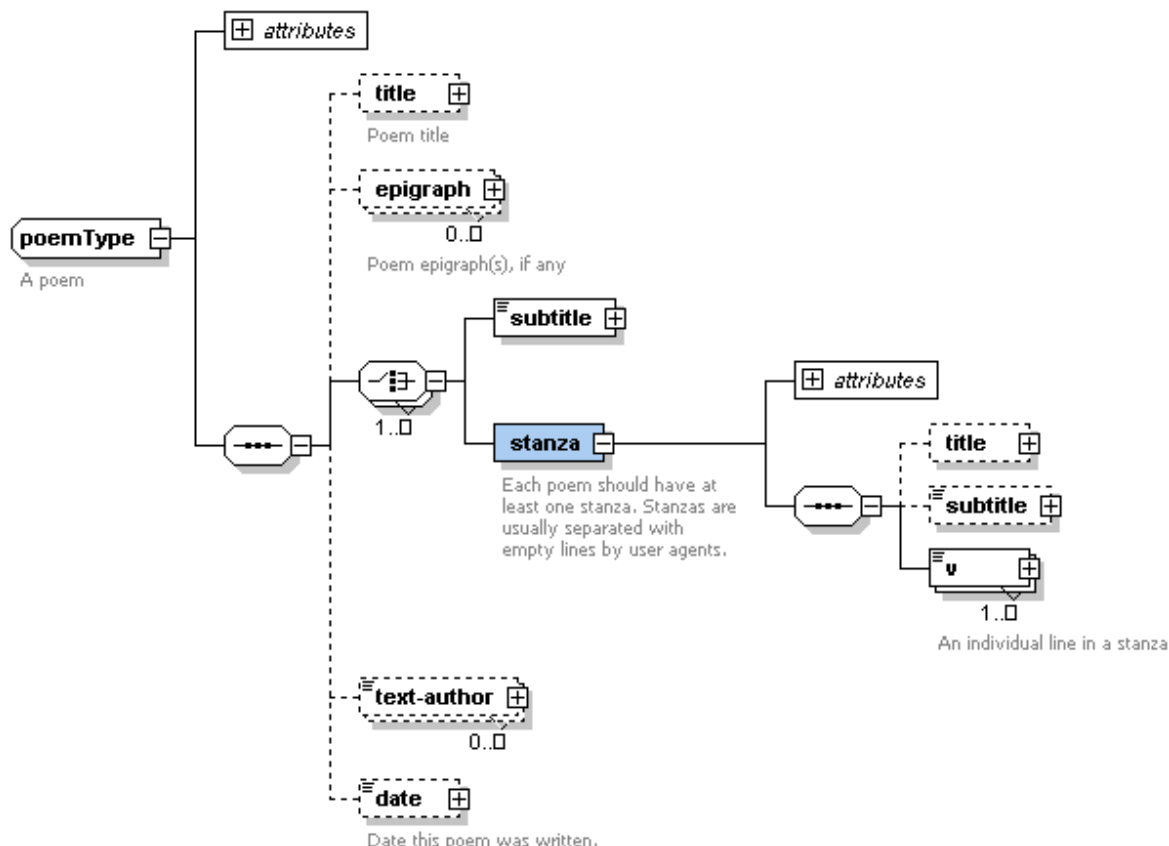 attributes
title
Poem title
epigraph
0..□
Poem epigraph(s), if any
poemType
A poem
subtitle
1..□
attributes
stanza
Each poem should have at
least one stanza. Stanzas are
usually separated with
empty lines by user agents.
title
subtitle
v
1..□
An individual line in a stanza
text-author
0..□
date
Date this poem was written.